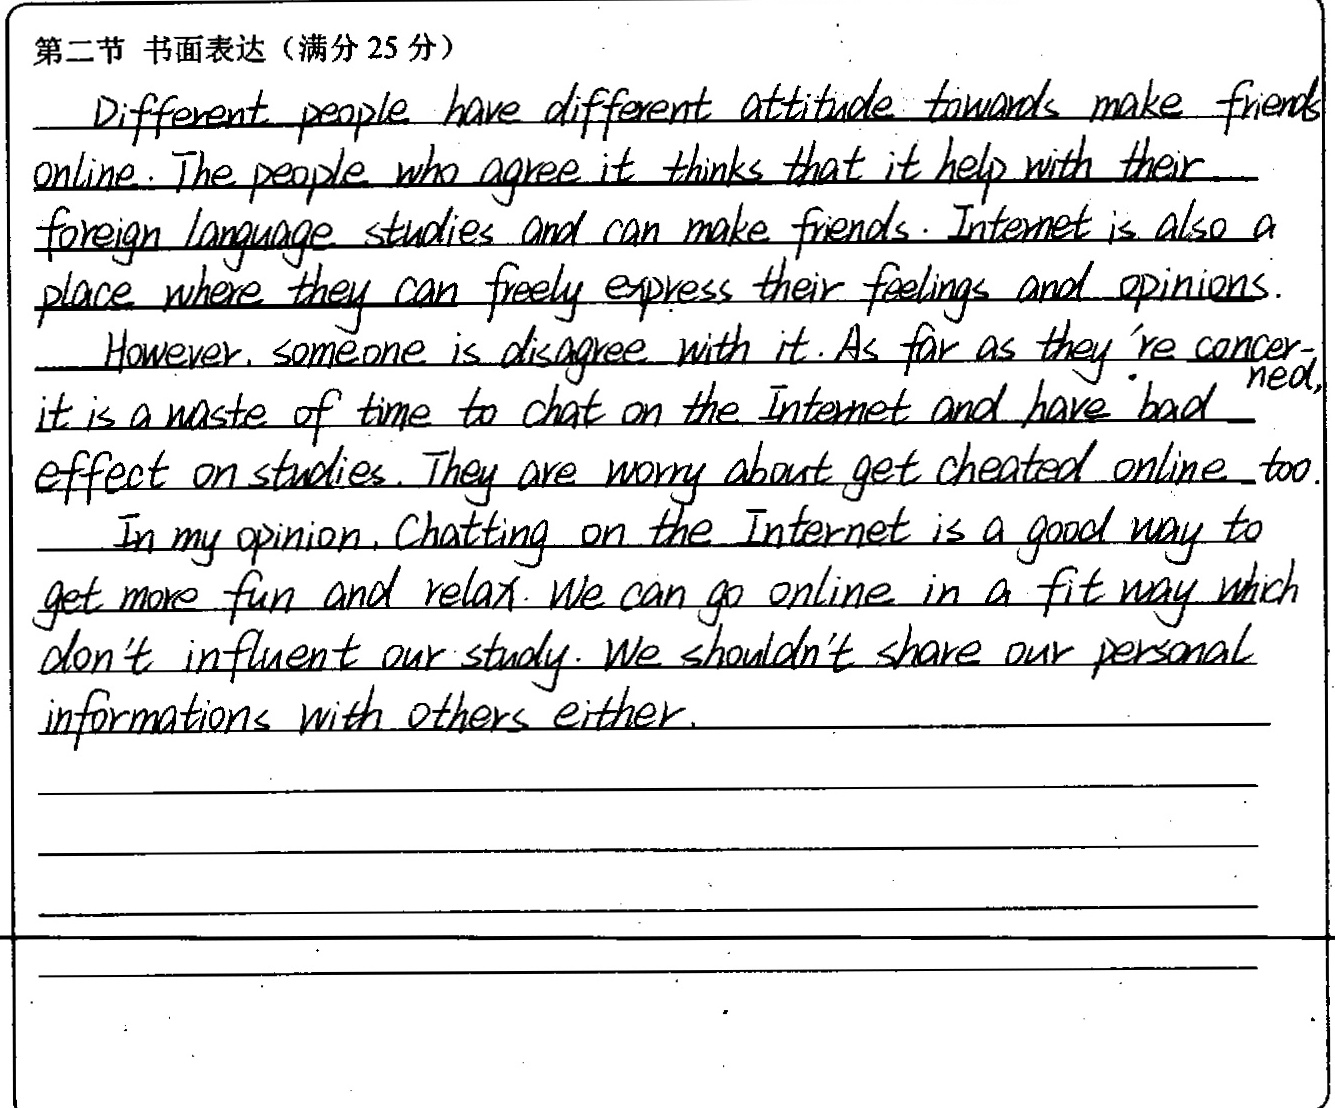 第二节 书面表达（满分 25 分）
Different people have different attitude towards make friends
online. The people who agree it thinks that it help with their
foreign language studies and can make friends. Internet is also a
place where they can freely express their feelings and opinions.
However, someone is disagree with it. As far as they're concer-
ned,
it is a waste of time to chat on the Internet and have bad
effect on studies. They are worry about get cheated online too.
In my opinion, Chatting on the Internet is a good way to
get more fun and relax. We can go online in a fit way which
don't influent our study. We shouldn't share our personal
informations with others either.